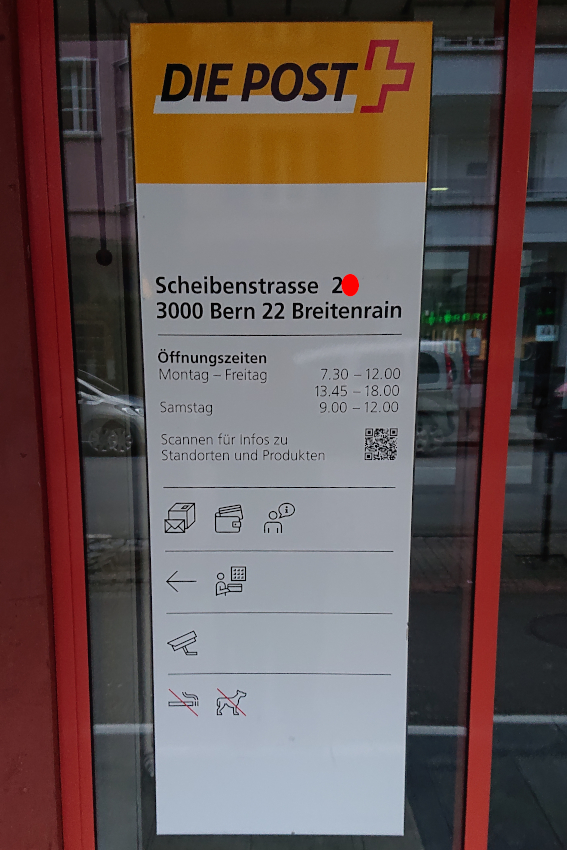 DIE POST
Scheibenstrasse 2
3000 Bern 22 Breitenrain
Öffnungszeiten
Montag – Freitag 7.30 – 12.00
13.45 – 18.00
Samstag 9.00 – 12.00
Scannen für Infos zu
Standorten und Produkten